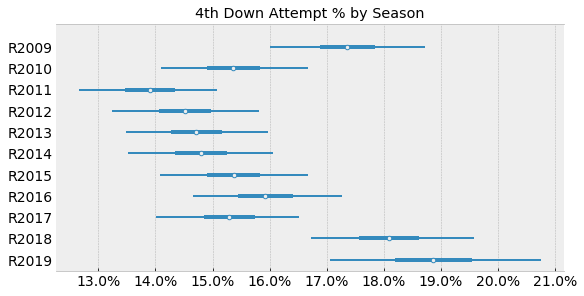 4th Down Attempt % by Season
R2009
R2010
R2011
R2012
R2013
R2014
R2015
R2016
R2017
R2018
R2019
13.0% 14.0% 15.0% 16.0% 17.0% 18.0% 19.0% 20.0% 21.0%